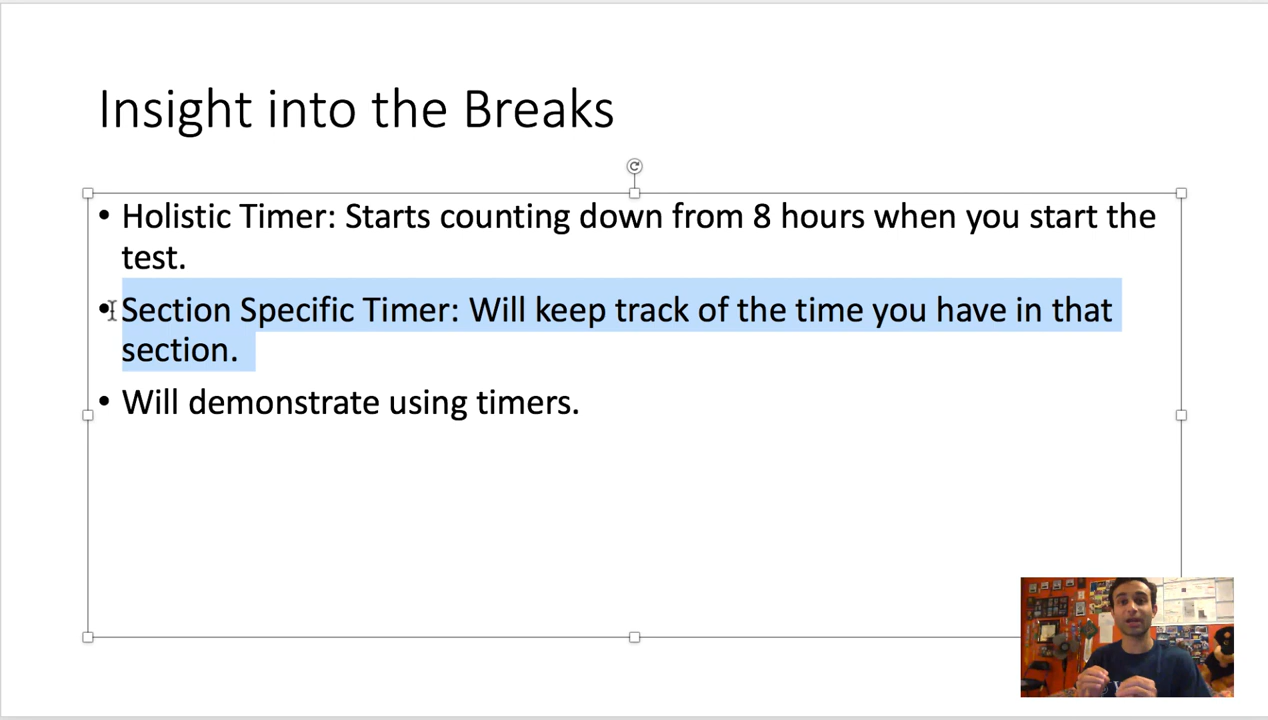 Insight into the Breaks
• Holistic Timer: Starts counting down from 8 hours when you start the
test.
• Section Specific Timer: Will keep track of the time you have in that
section.
• Will demonstrate using timers.